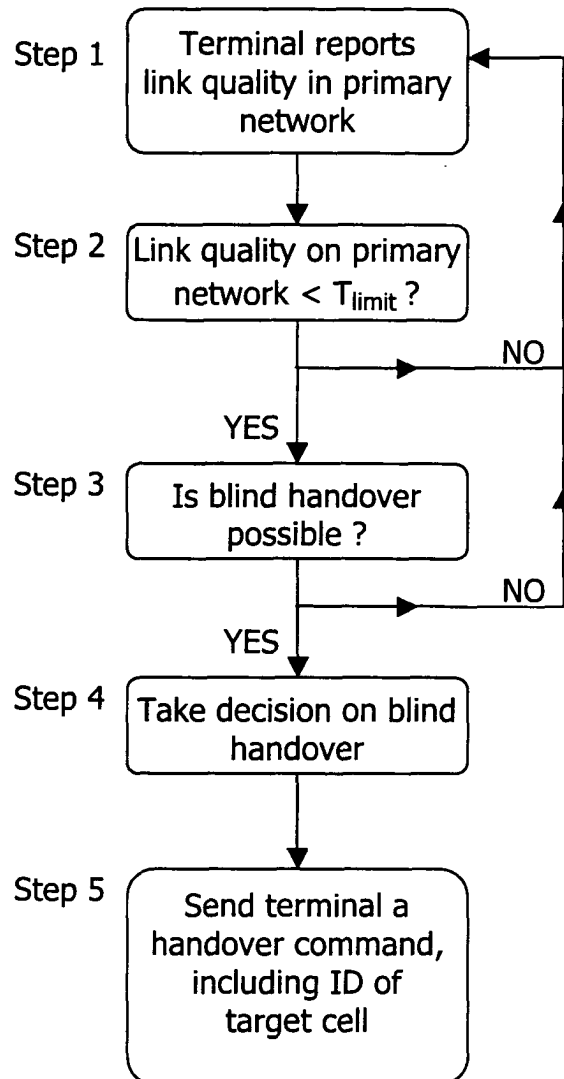 Step 1
Terminal reports
link quality in primary
network
Step 2
Link quality on primary
network < Tlimit ?
NO
YES
Step 3
Is blind handover
possible ?
NO
YES
Step 4
Take decision on blind
handover
Step 5
Send terminal a
handover command,
including ID of
target cell